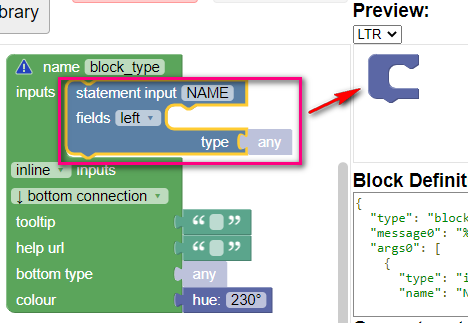 brary
Preview:
LTR
name block_type
inputs
statement input NAME
fields left
type any
inline inputs
↓ bottom connection
tooltip “ ”
help url “ ”
bottom type any
colour hue: 230°
Block Definit
{
"type": "block
"message0": "%
"args0": [
{
"type": "i
"name": "N